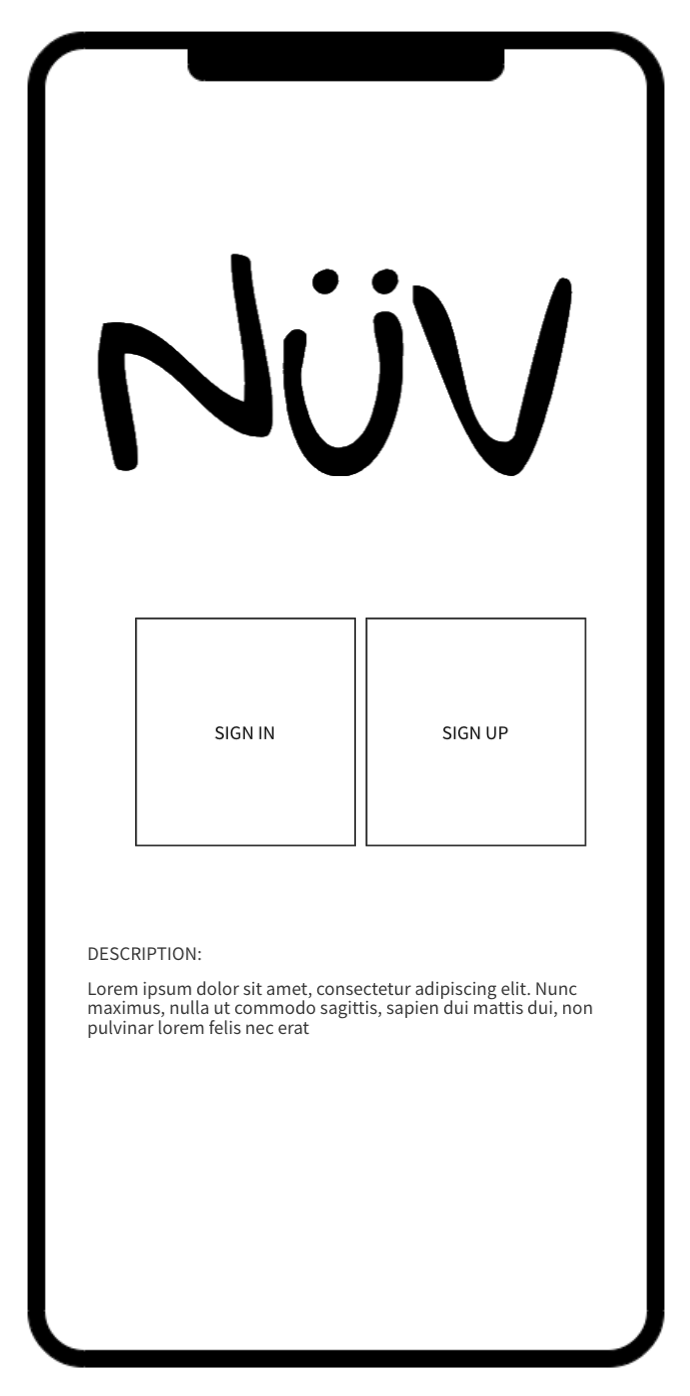 NÜV
SIGN IN
SIGN UP
DESCRIPTION:
Lorem ipsum dolor sit amet, consectetur adipiscing elit. Nunc
maximus, nulla ut commodo sagittis, sapien dui mattis dui, non
pulvinar lorem felis nec erat